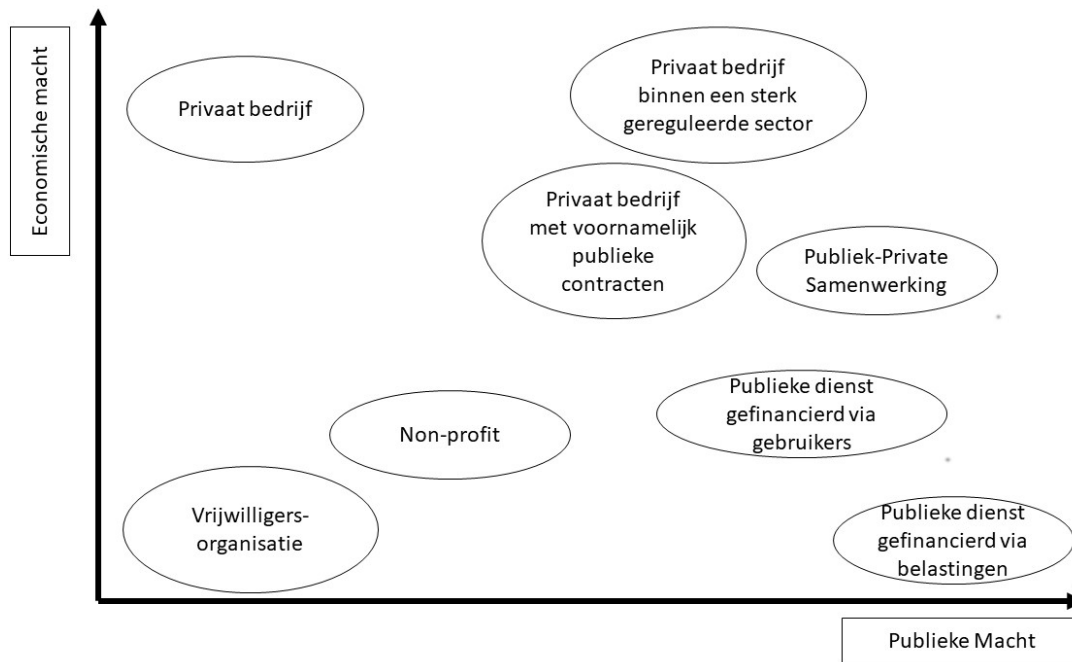 Economische macht
Privaat bedrijf
Privaat bedrijf
binnen een sterk
gereguleerde sector
Privaat bedrijf
met voornamelijk
publieke
contracten
Publiek-Private
Samenwerking
Publieke dienst
gefinancierd via
gebruikers
Non-profit
Vrijwilligers-
organisatie
Publieke dienst
gefinancierd via
belastingen
Publieke Macht